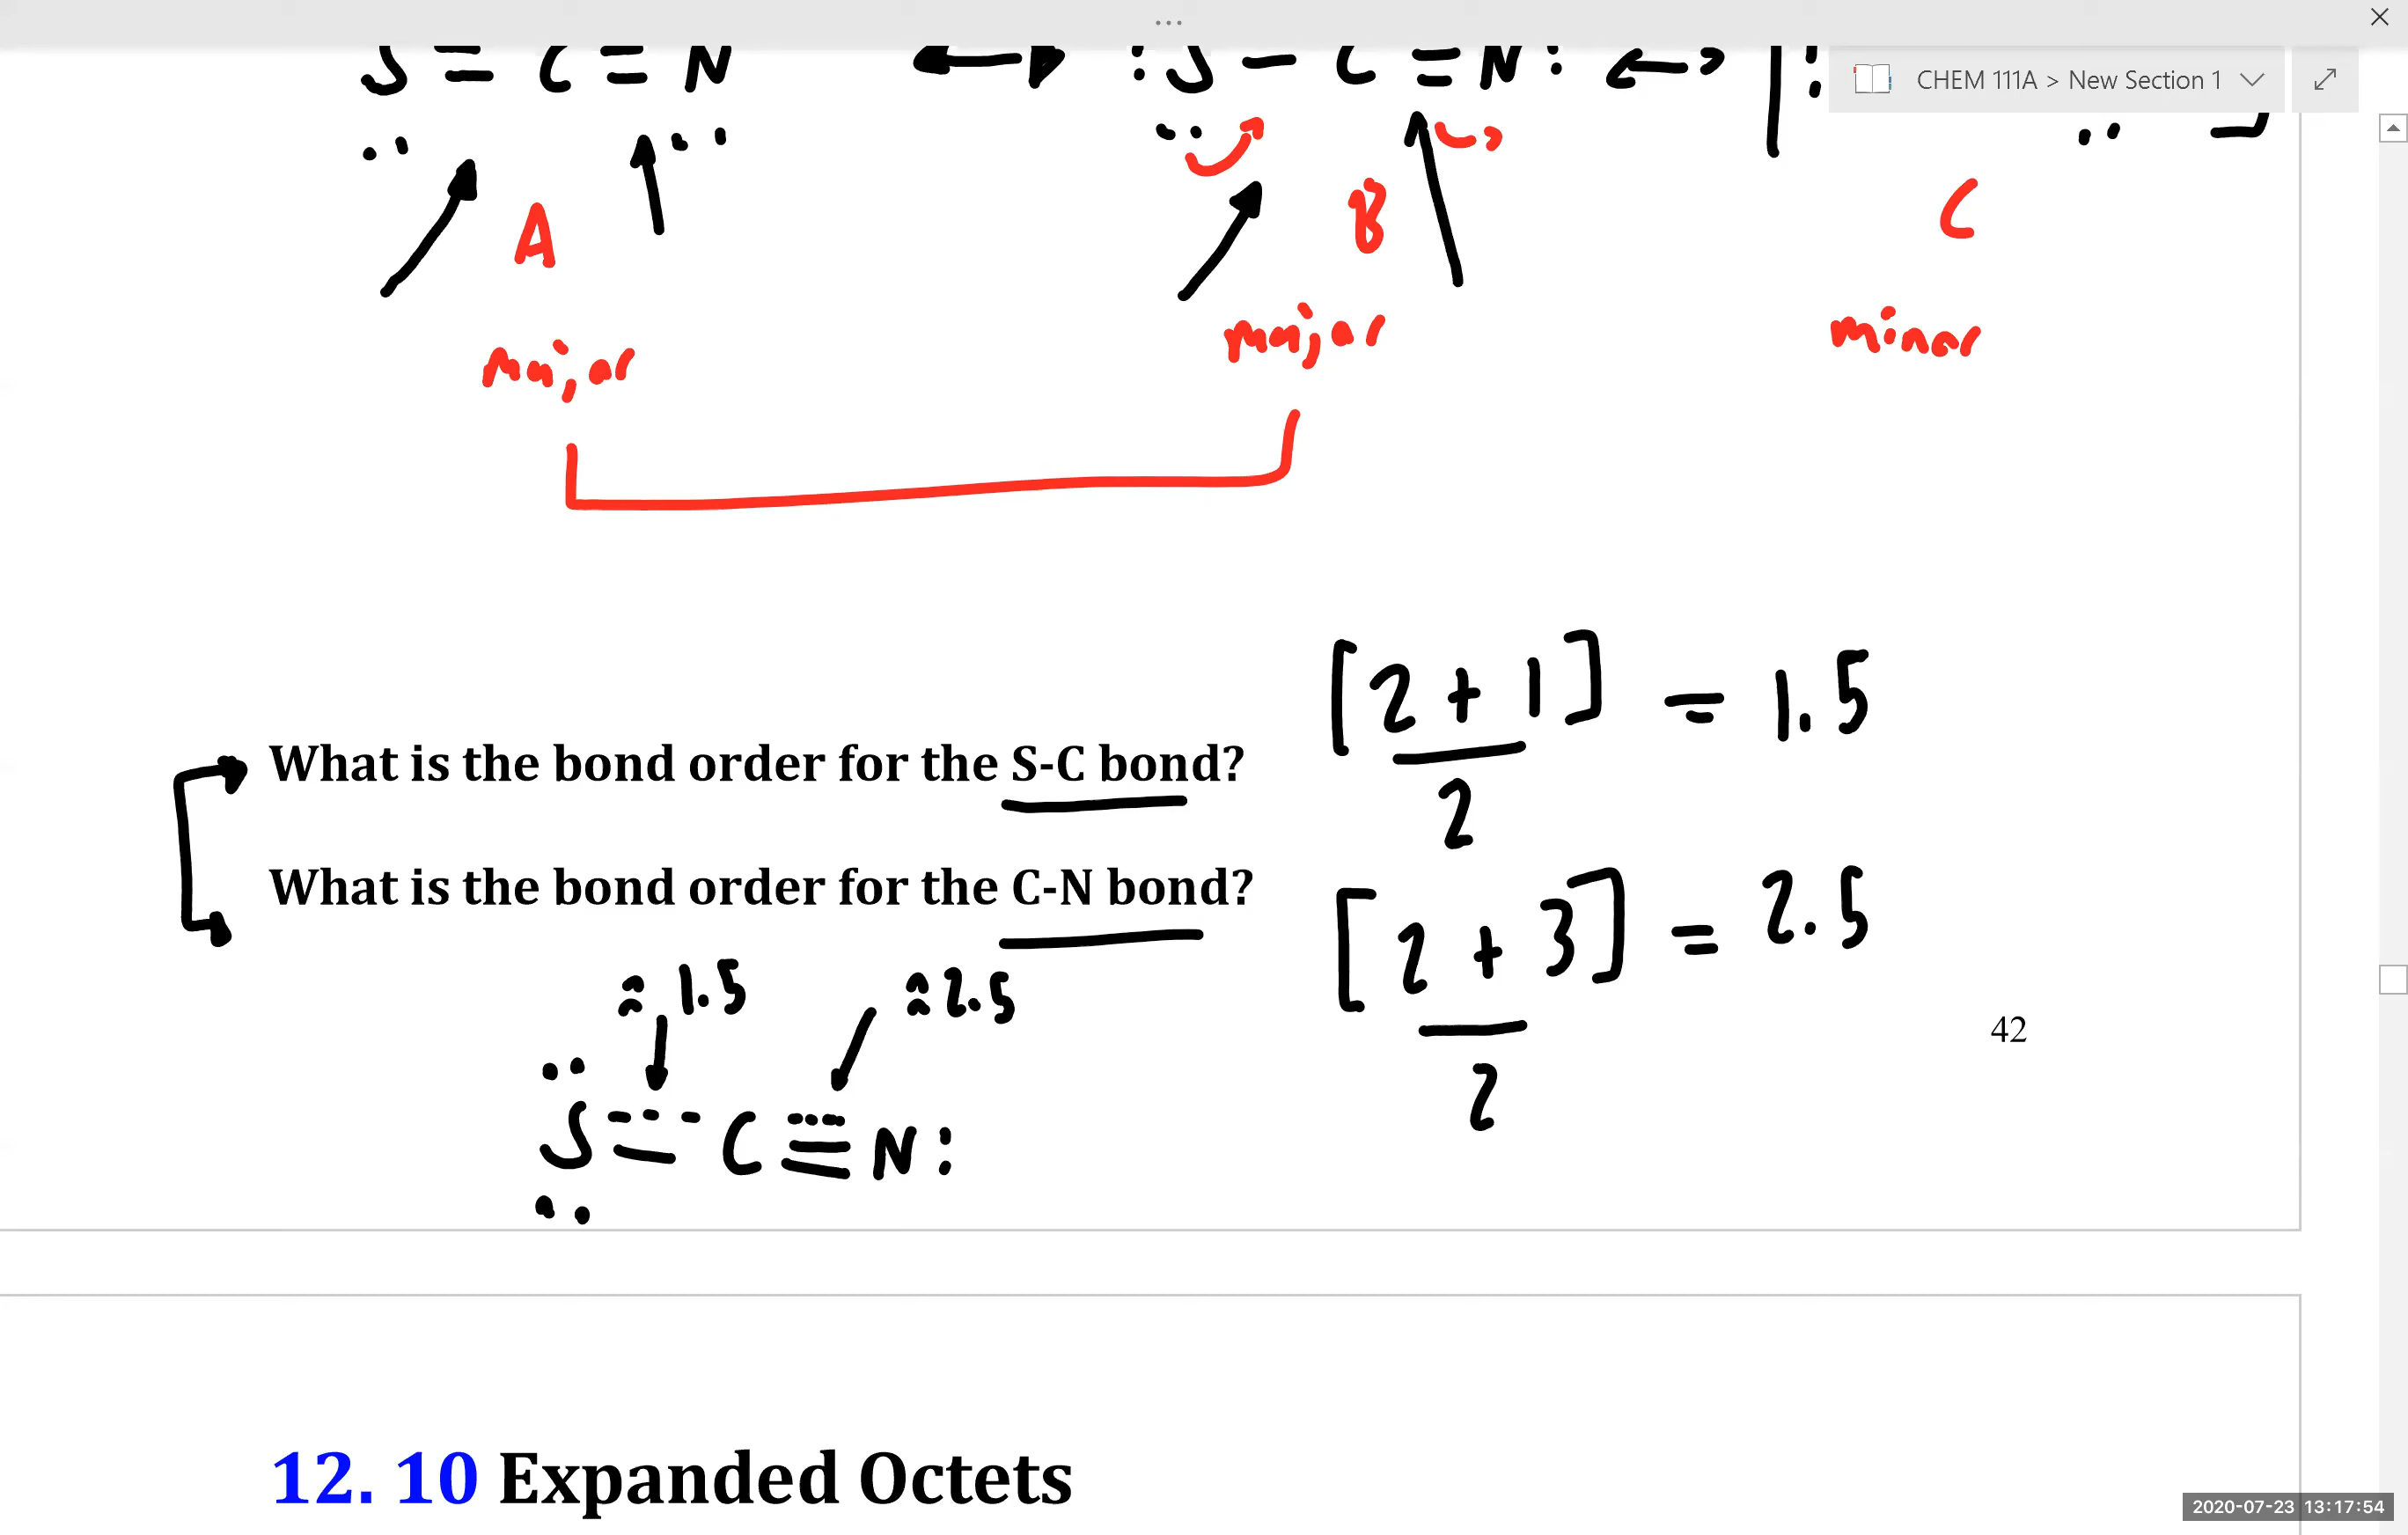 CHEM 111A > New Section 1
S = C = N ↔ :S - C ≡ N: ↔
A B C
major major minor
[2 + 1] / 2 = 1.5
What is the bond order for the S-C bond?
What is the bond order for the C-N bond?
[2 + 3] / 2 = 2.5
≈ 1.5 ≈ 2.5
S C N:
42
12. 10 Expanded Octets
2020-07-23 13:17:54